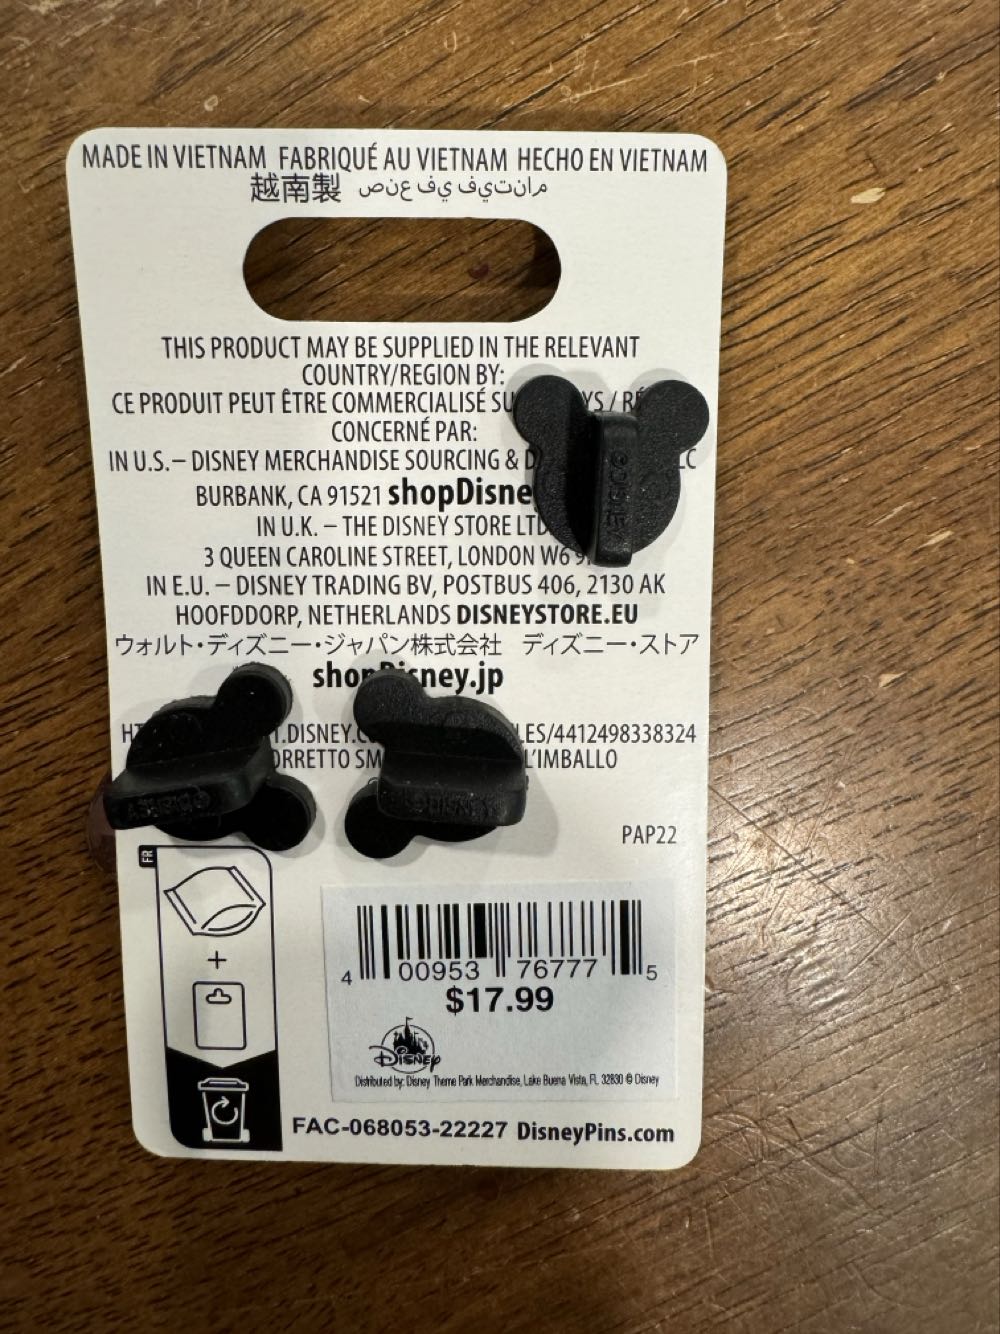 MADE IN VIETNAM FABRIQUÉ AU VIETNAM HECHO EN VIETNAM
越南製 صنع في فيتنام
THIS PRODUCT MAY BE SUPPLIED IN THE RELEVANT
COUNTRY/REGION BY:
CE PRODUIT PEUT ÊTRE COMMERCIALISÉ
CONCERNÉ PAR:
IN U.S.– DISNEY MERCHANDISE SOURCING &
BURBANK, CA 91521
IN U.K. – THE DISNEY STORE LTD
3 QUEEN CAROLINE STREET, LONDON W6
IN E.U. – DISNEY TRADING BV, POSTBUS 406, 2130 AK
HOOFDDORP, NETHERLANDS DISNEYSTORE.EU
ウォルト・ディズニー・ジャパン株式会社 ディズニー・ストア
shopDisney.jp
/4412498338324
L'IMBALLO
PAP22
FR
+
4 00953 76777 5
$17.99
DISNEY
Distributed by: Disney Theme Park Merchandise, Lake Buena Vista, FL 32830 © Disney
FAC-068053-22227 DisneyPins.com